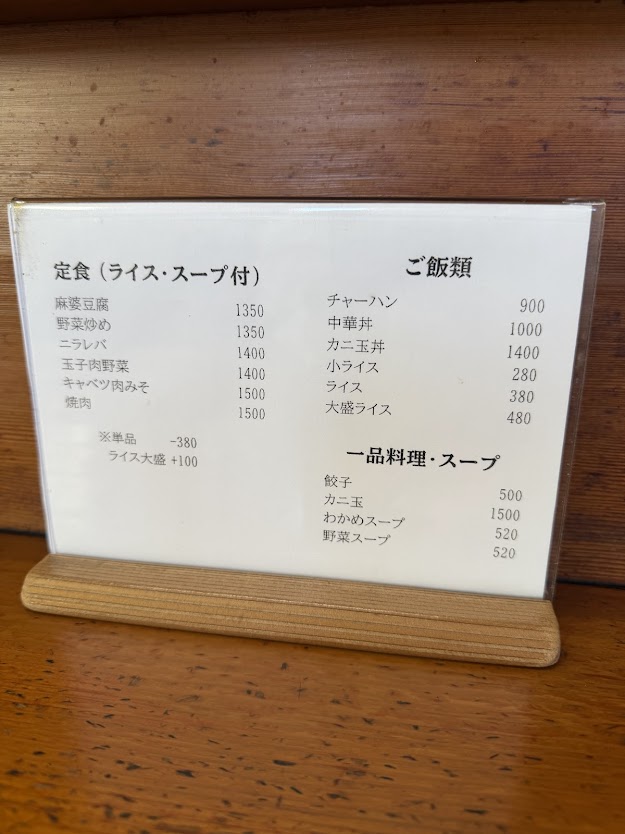 定食（ライス・スープ付）
麻婆豆腐 1350
野菜炒め 1350
ニラレバ 1400
玉子肉野菜 1400
キャベツ肉みそ 1500
焼肉 1500
※単品 -380
ライス大盛 +100
ご飯類
チャーハン 900
中華丼 1000
カニ玉丼 1400
小ライス 280
ライス 380
大盛ライス 480
一品料理・スープ
餃子 500
カニ玉 1500
わかめスープ 520
野菜スープ 520